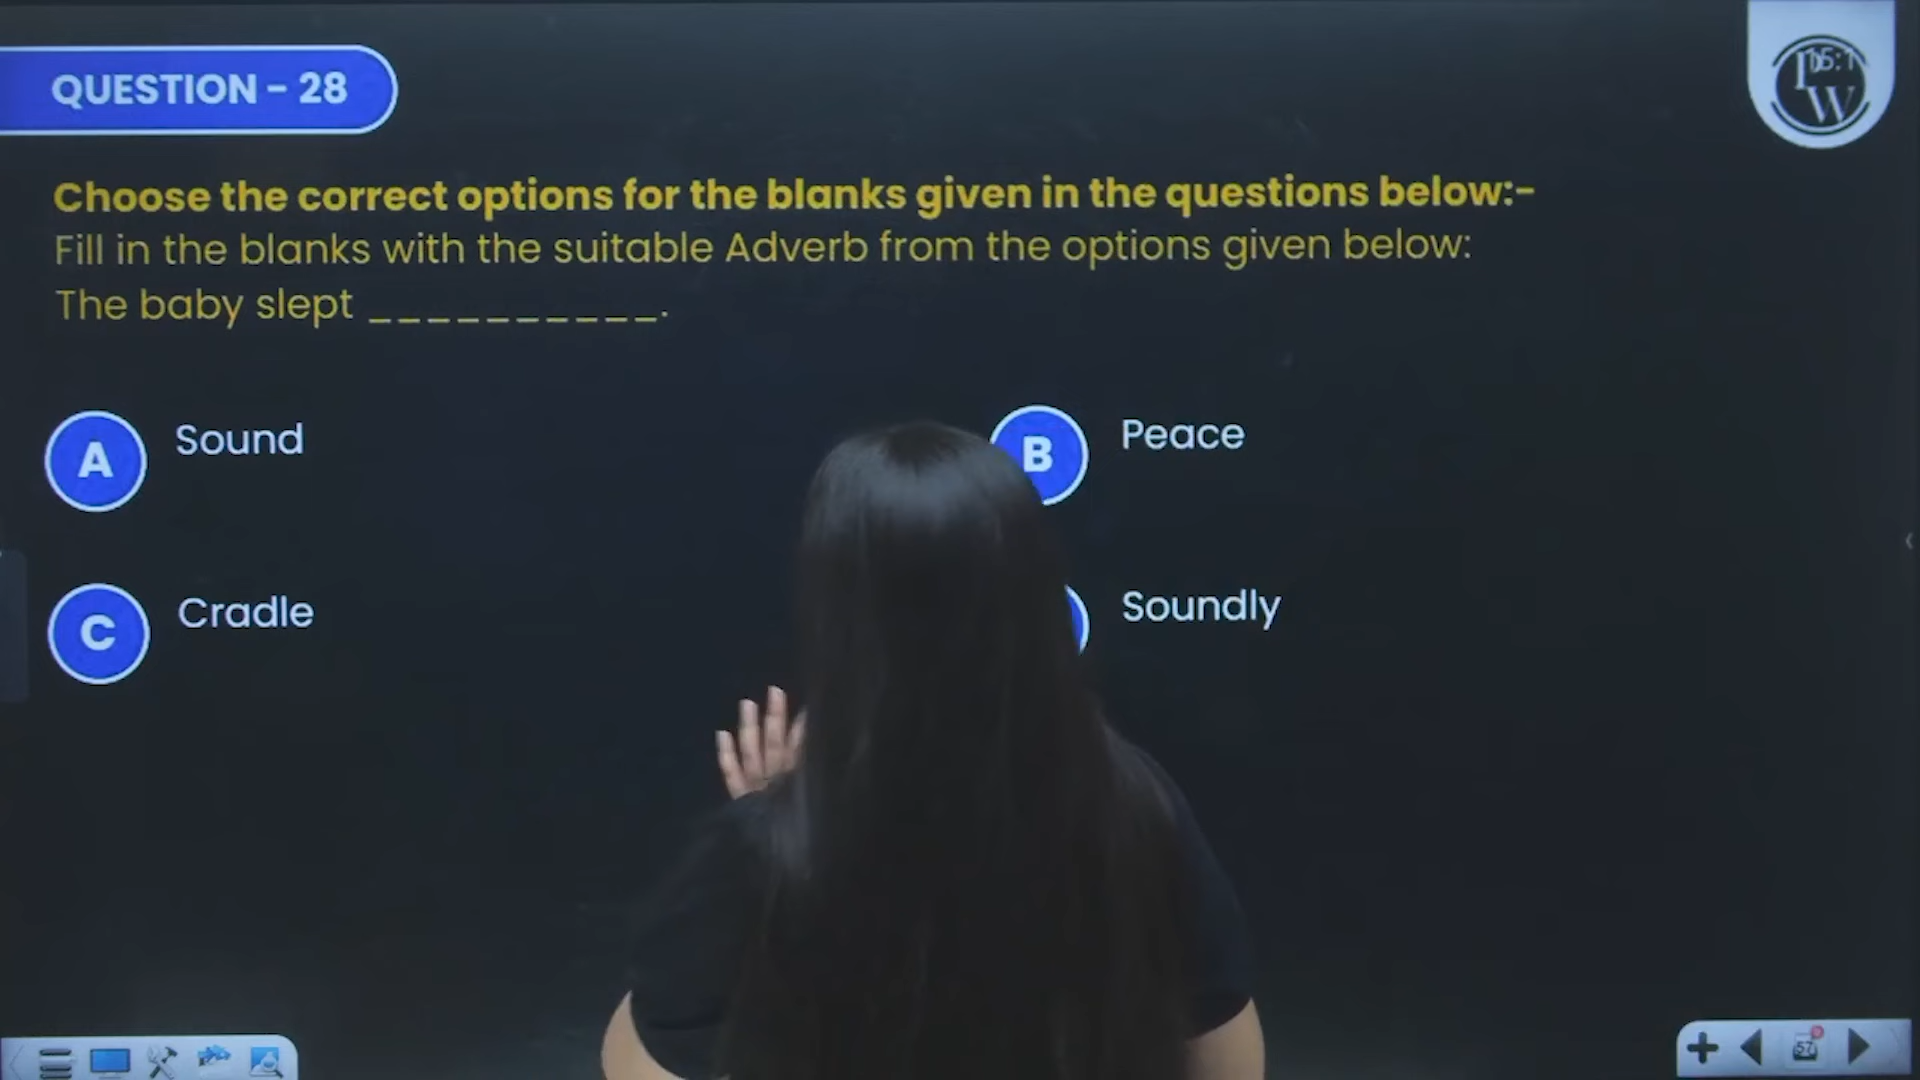 QUESTION - 28
Choose the correct options for the blanks given in the questions below:-
Fill in the blanks with the suitable Adverb from the options given below:
The baby slept __________.
A Sound
B Peace
C Cradle
Soundly
57